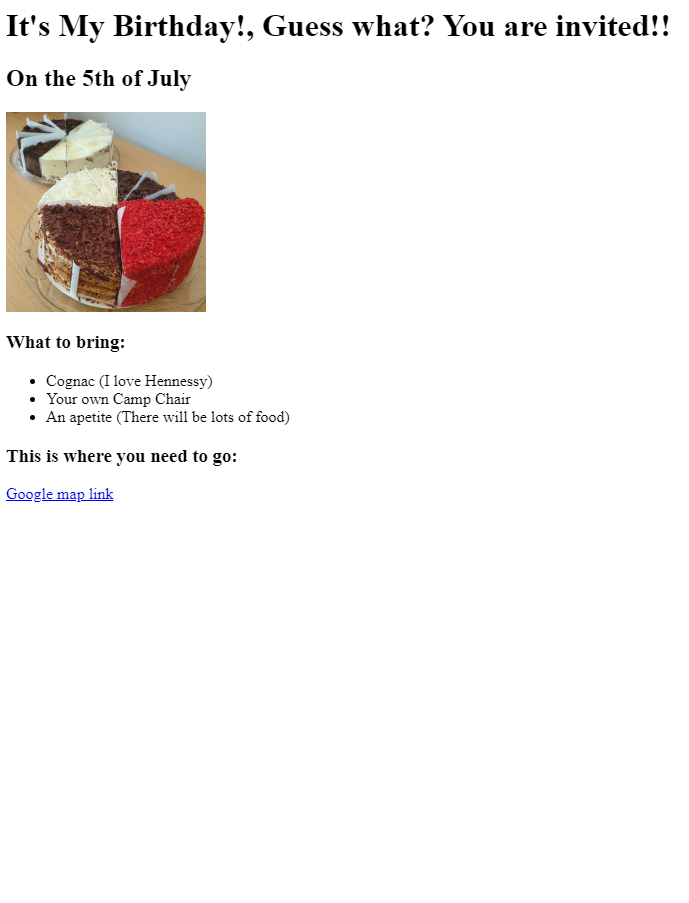 It's My Birthday!, Guess what? You are invited!!
On the 5th of July
What to bring:
Cognac (I love Hennessy)
Your own Camp Chair
An apetite (There will be lots of food)
This is where you need to go:
Google map link